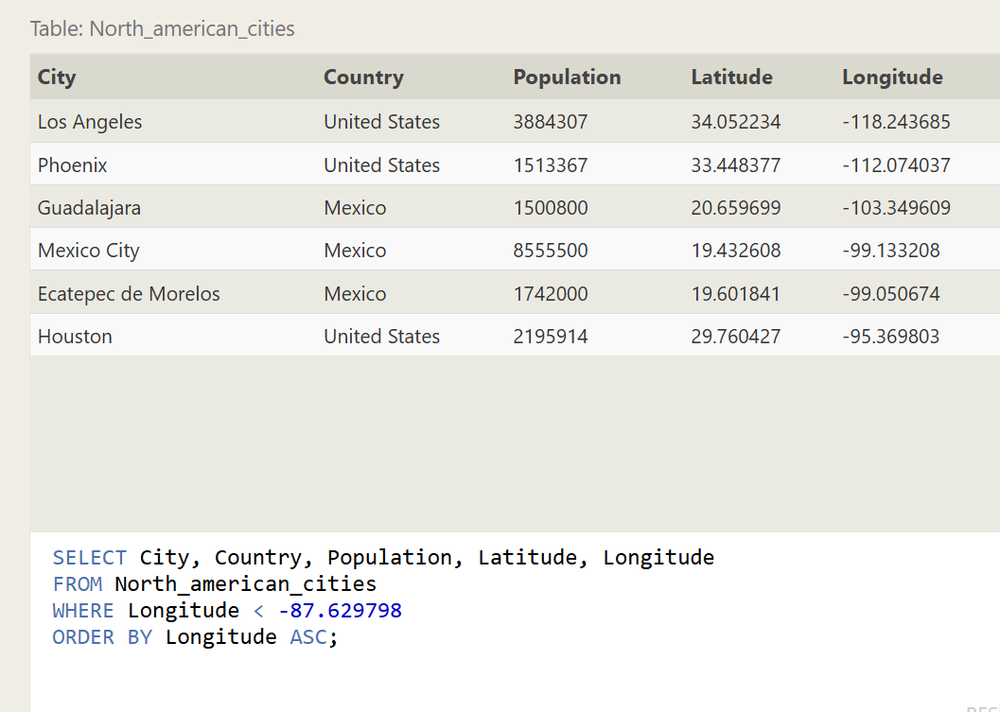 Table: North_american_cities
City Country Population Latitude Longitude
Los Angeles United States 3884307 34.052234 -118.243685
Phoenix United States 1513367 33.448377 -112.074037
Guadalajara Mexico 1500800 20.659699 -103.349609
Mexico City Mexico 8555500 19.432608 -99.133208
Ecatepec de Morelos Mexico 1742000 19.601841 -99.050674
Houston United States 2195914 29.760427 -95.369803
SELECT City, Country, Population, Latitude, Longitude
FROM North_american_cities
WHERE Longitude < -87.629798
ORDER BY Longitude ASC;